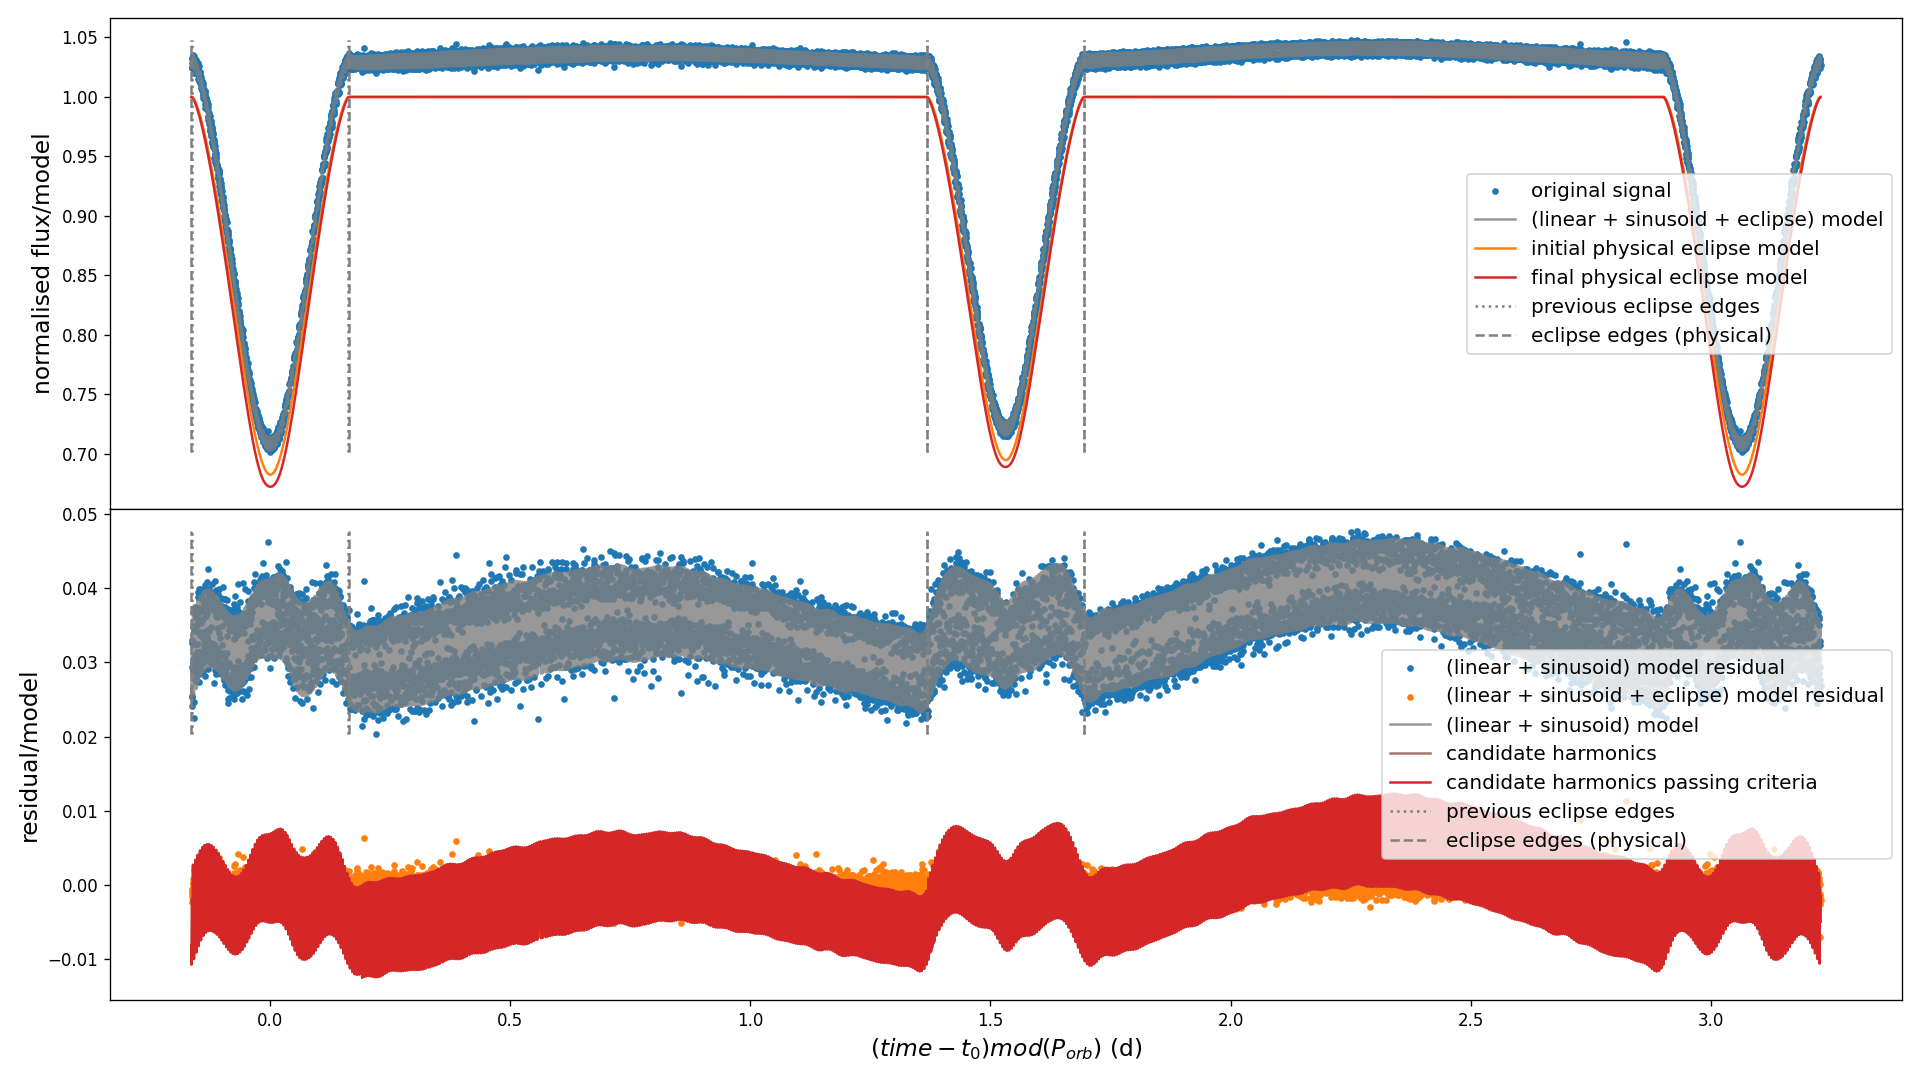 1.05
1.00
0.95
0.90
0.85
0.80
0.75
0.70
normalised flux/model
original signal
(linear + sinusoid + eclipse) model
initial physical eclipse model
final physical eclipse model
previous eclipse edges
eclipse edges (physical)
0.05
0.04
0.03
0.02
0.01
0.00
−0.01
residual/model
(linear + sinusoid) model residual
(linear + sinusoid + eclipse) model residual
(linear + sinusoid) model
candidate harmonics
candidate harmonics passing criteria
previous eclipse edges
eclipse edges (physical)
0.0 0.5 1.0 1.5 2.0 2.5 3.0
(time − t₀)mod(P_orb) (d)